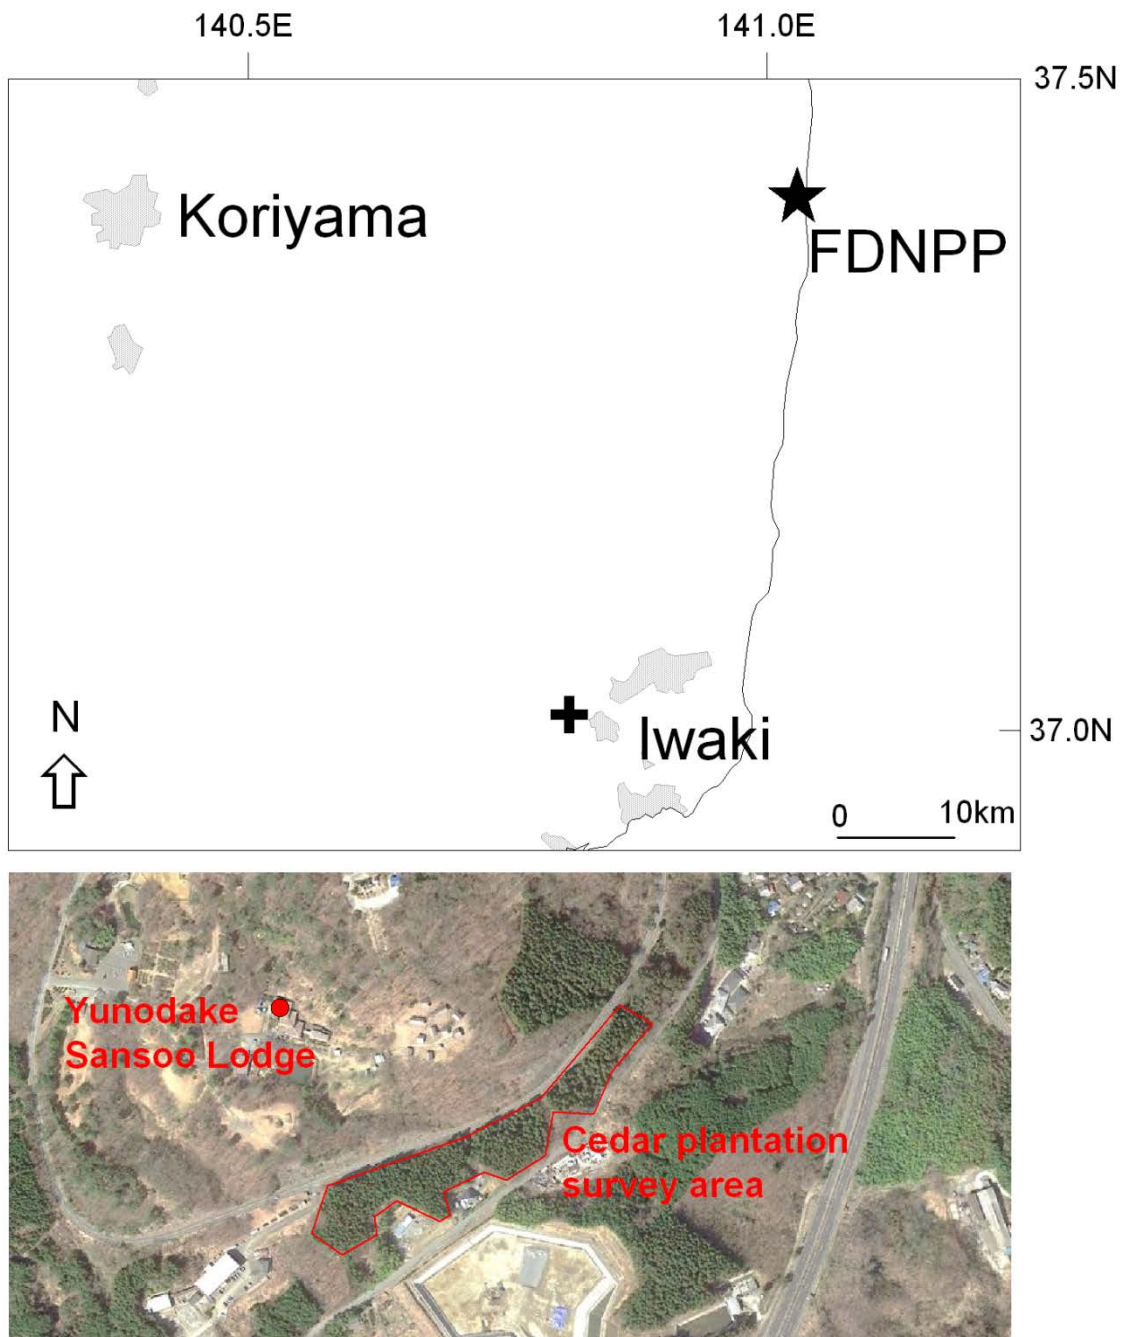 140.5E
141.0E
37.5N
Koriyama
FDNPP
N
Iwaki
37.0N
0
10km
Yunodake
Sansoo Lodge
Cedar plantation
survey area